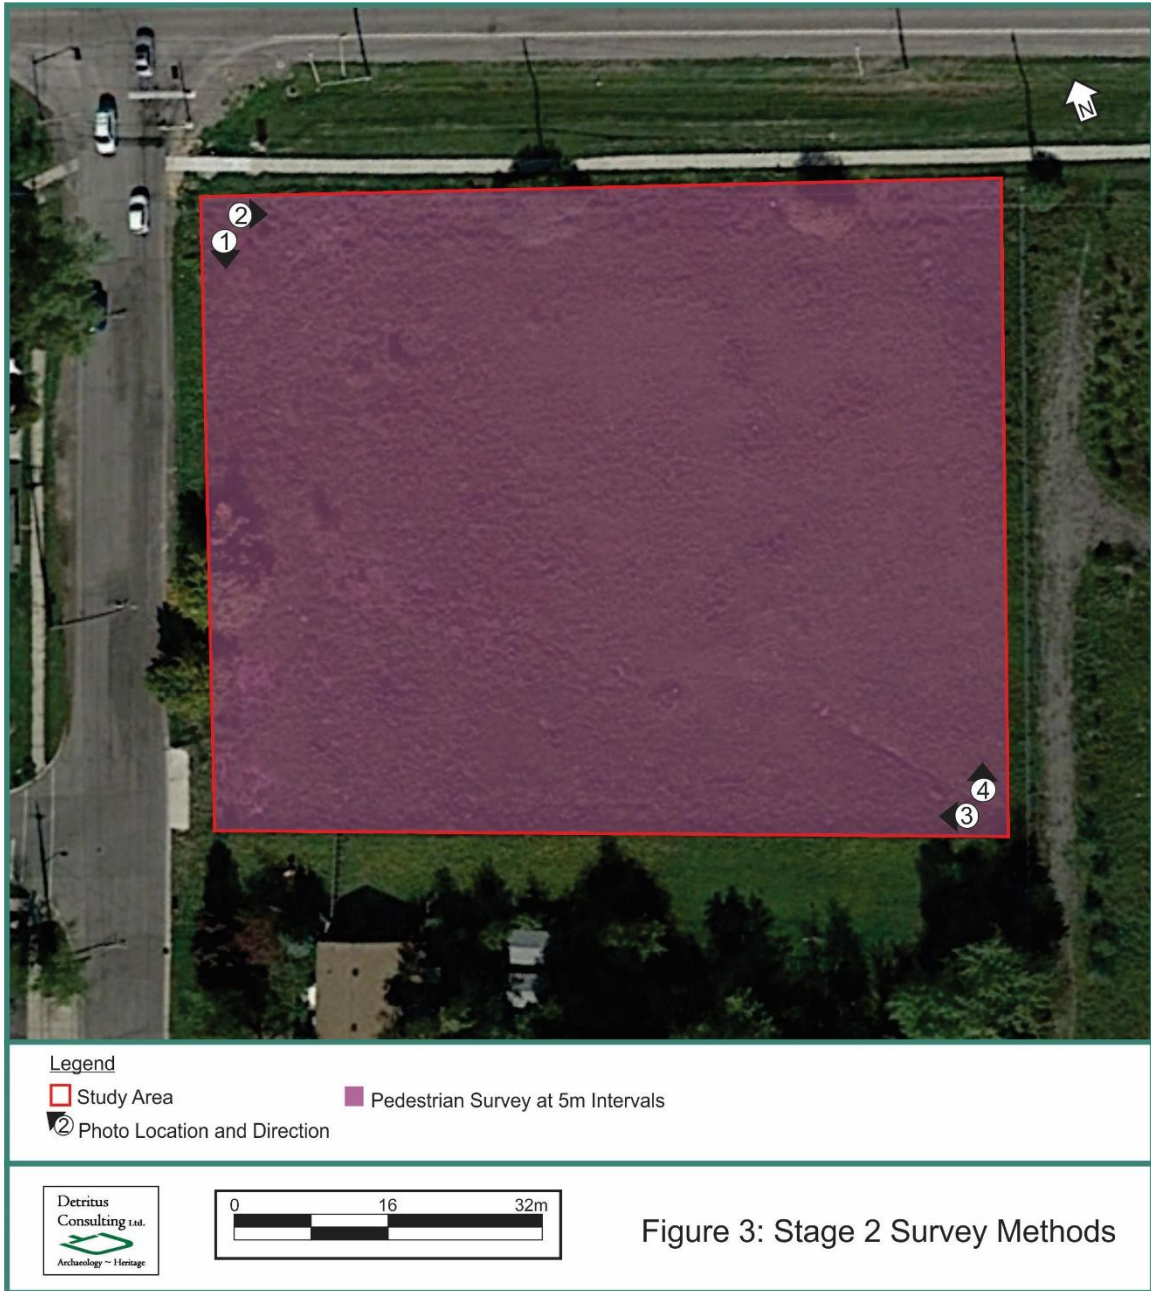 N
2
1
4
3
Legend
Study Area
Pedestrian Survey at 5m Intervals
2 Photo Location and Direction
Detritus
Consulting Ltd.
Archaeology ~ Heritage
0 16 32m
Figure 3: Stage 2 Survey Methods